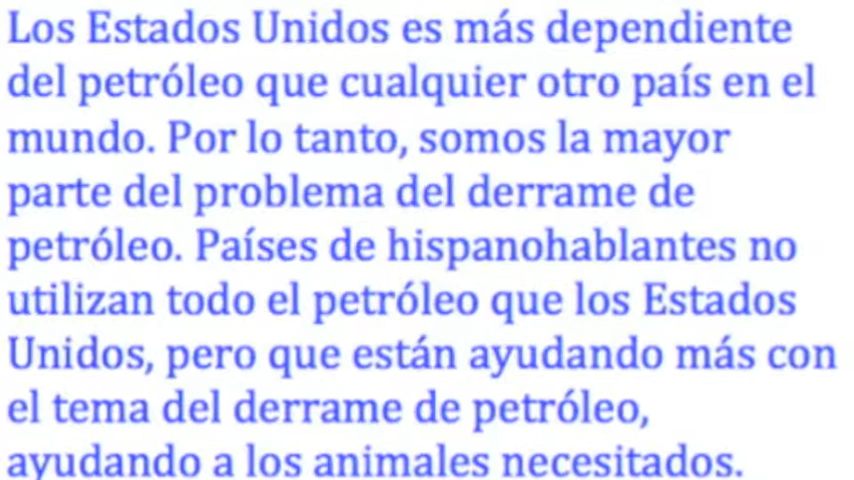 Los Estados Unidos es más dependiente
del petróleo que cualquier otro país en el
mundo. Por lo tanto, somos la mayor
parte del problema del derrame de
petróleo. Países de hispanohablantes no
utilizan todo el petróleo que los Estados
Unidos, pero que están ayudando más con
el tema del derrame de petróleo,
ayudando a los animales necesitados.